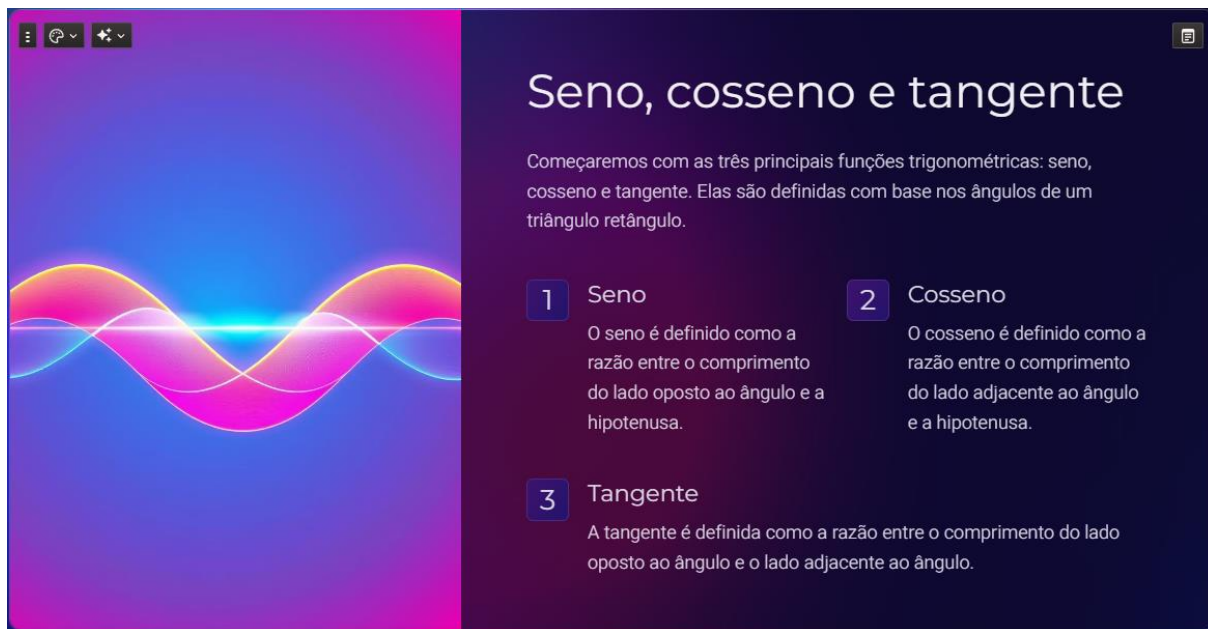 Seno, cosseno e tangente
Começaremos com as três principais funções trigonométricas: seno,
cosseno e tangente. Elas são definidas com base nos ângulos de um
triângulo retângulo.
1
Seno
O seno é definido como a
razão entre o comprimento
do lado oposto ao ângulo e a
hipotenusa.
2
Cosseno
O cosseno é definido como a
razão entre o comprimento
do lado adjacente ao ângulo
e a hipotenusa.
3
Tangente
A tangente é definida como a razão entre o comprimento do lado
oposto ao ângulo e o lado adjacente ao ângulo.